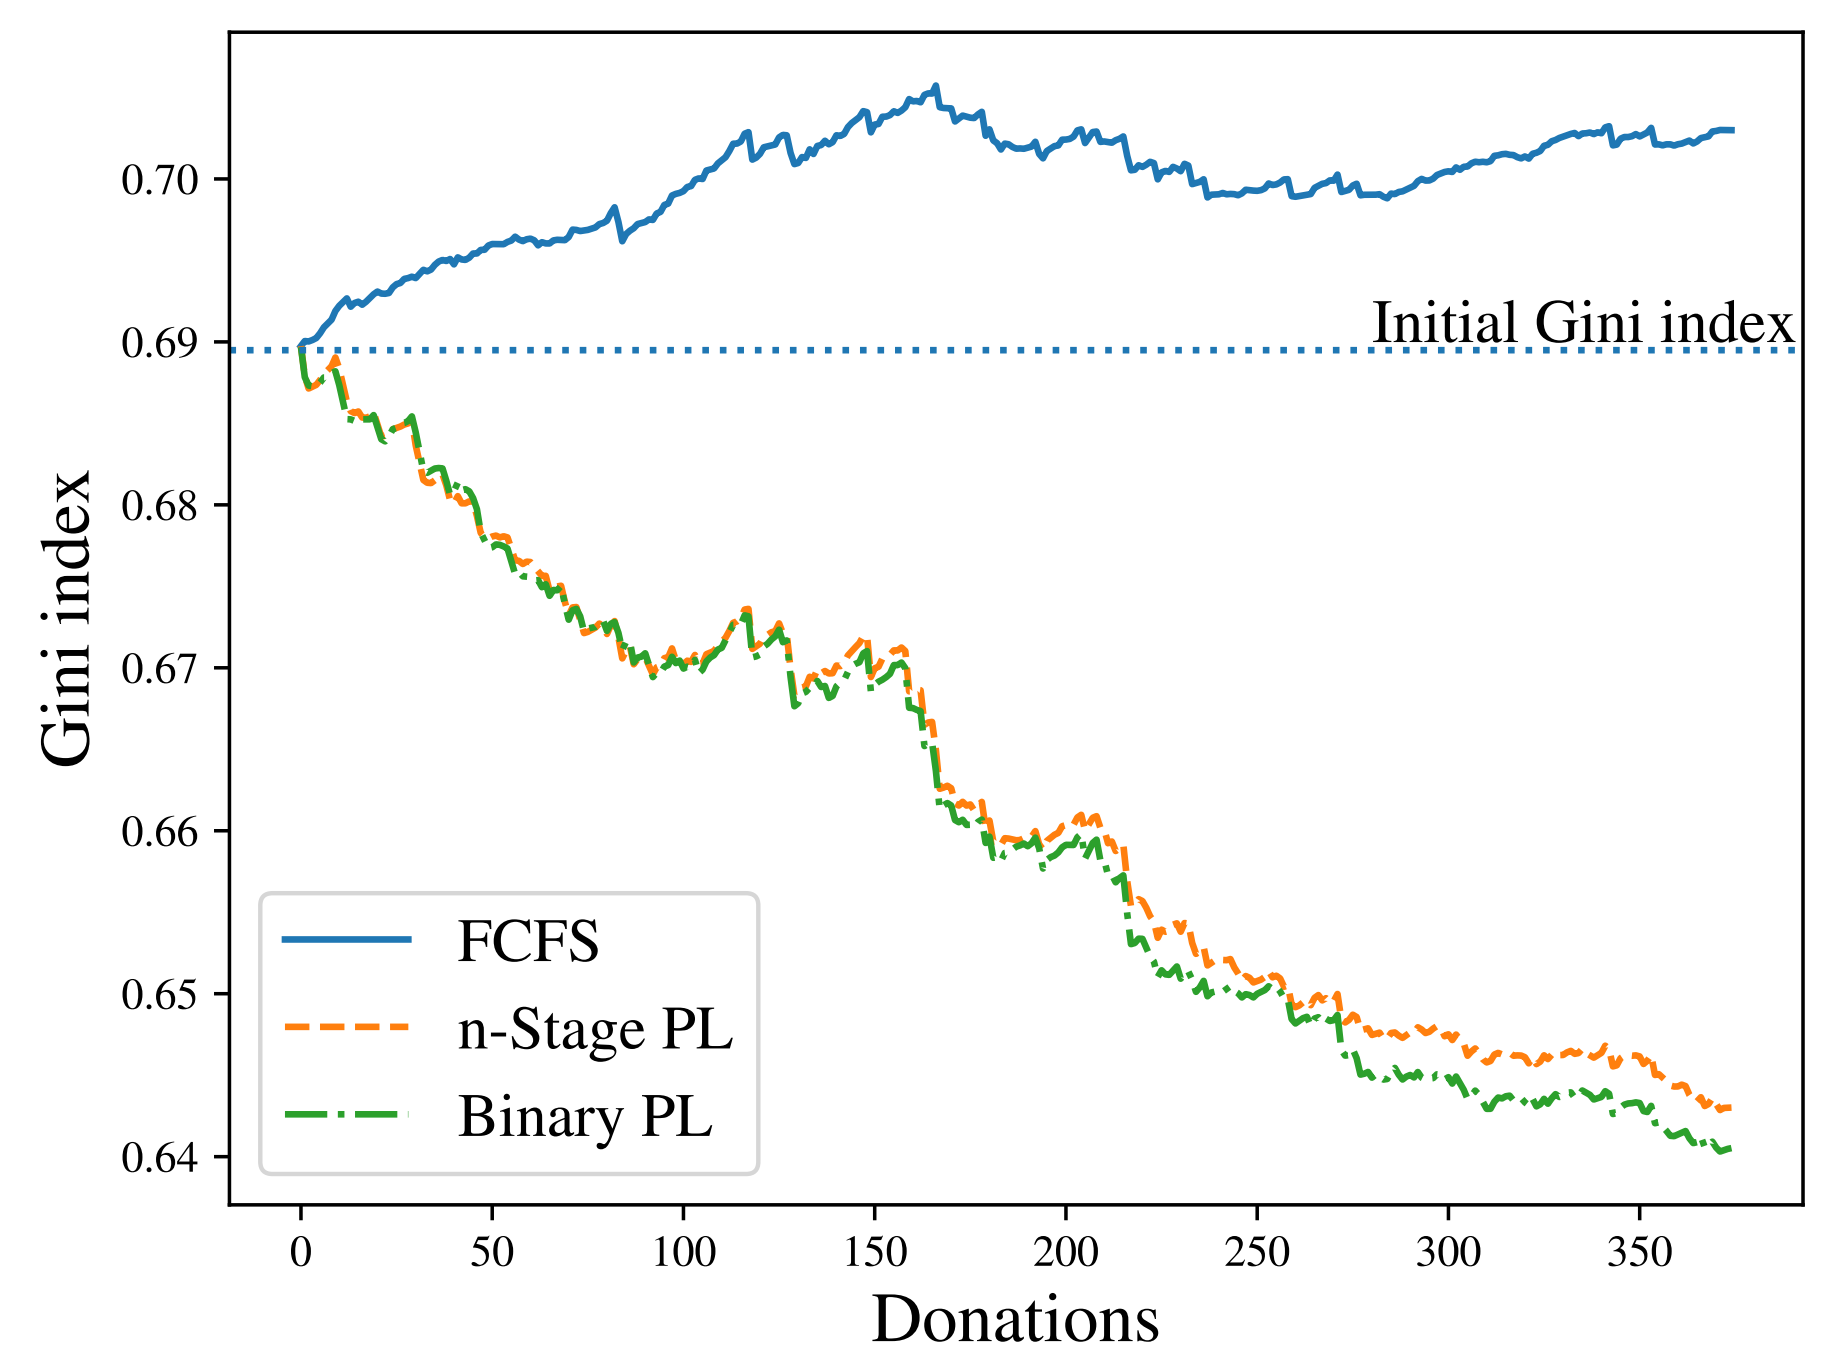 0.70
0.69
0.68
0.67
0.66
0.65
0.64
Gini index
Initial Gini index
FCFS
n-Stage PL
Binary PL
0 50 100 150 200 250 300 350
Donations